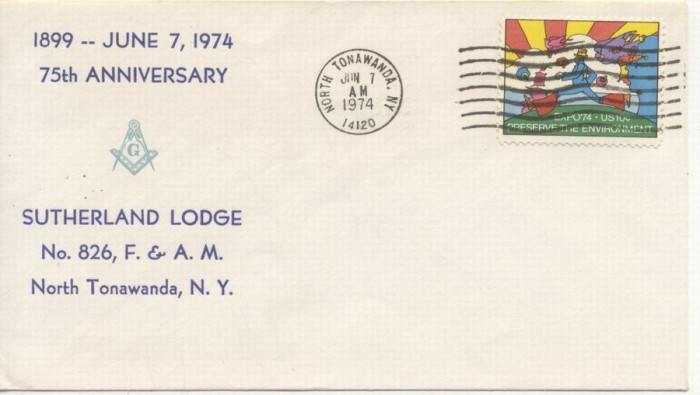 1899 -- JUNE 7, 1974
75th ANNIVERSARY
G
SUTHERLAND LODGE
No. 826, F. & A. M.
North Tonawanda, N. Y.
NORTH TONAWANDA, NY
JUN 7
AM
1974
14120
EXPO'74 · US10c
PRESERVE THE ENVIRONMENT